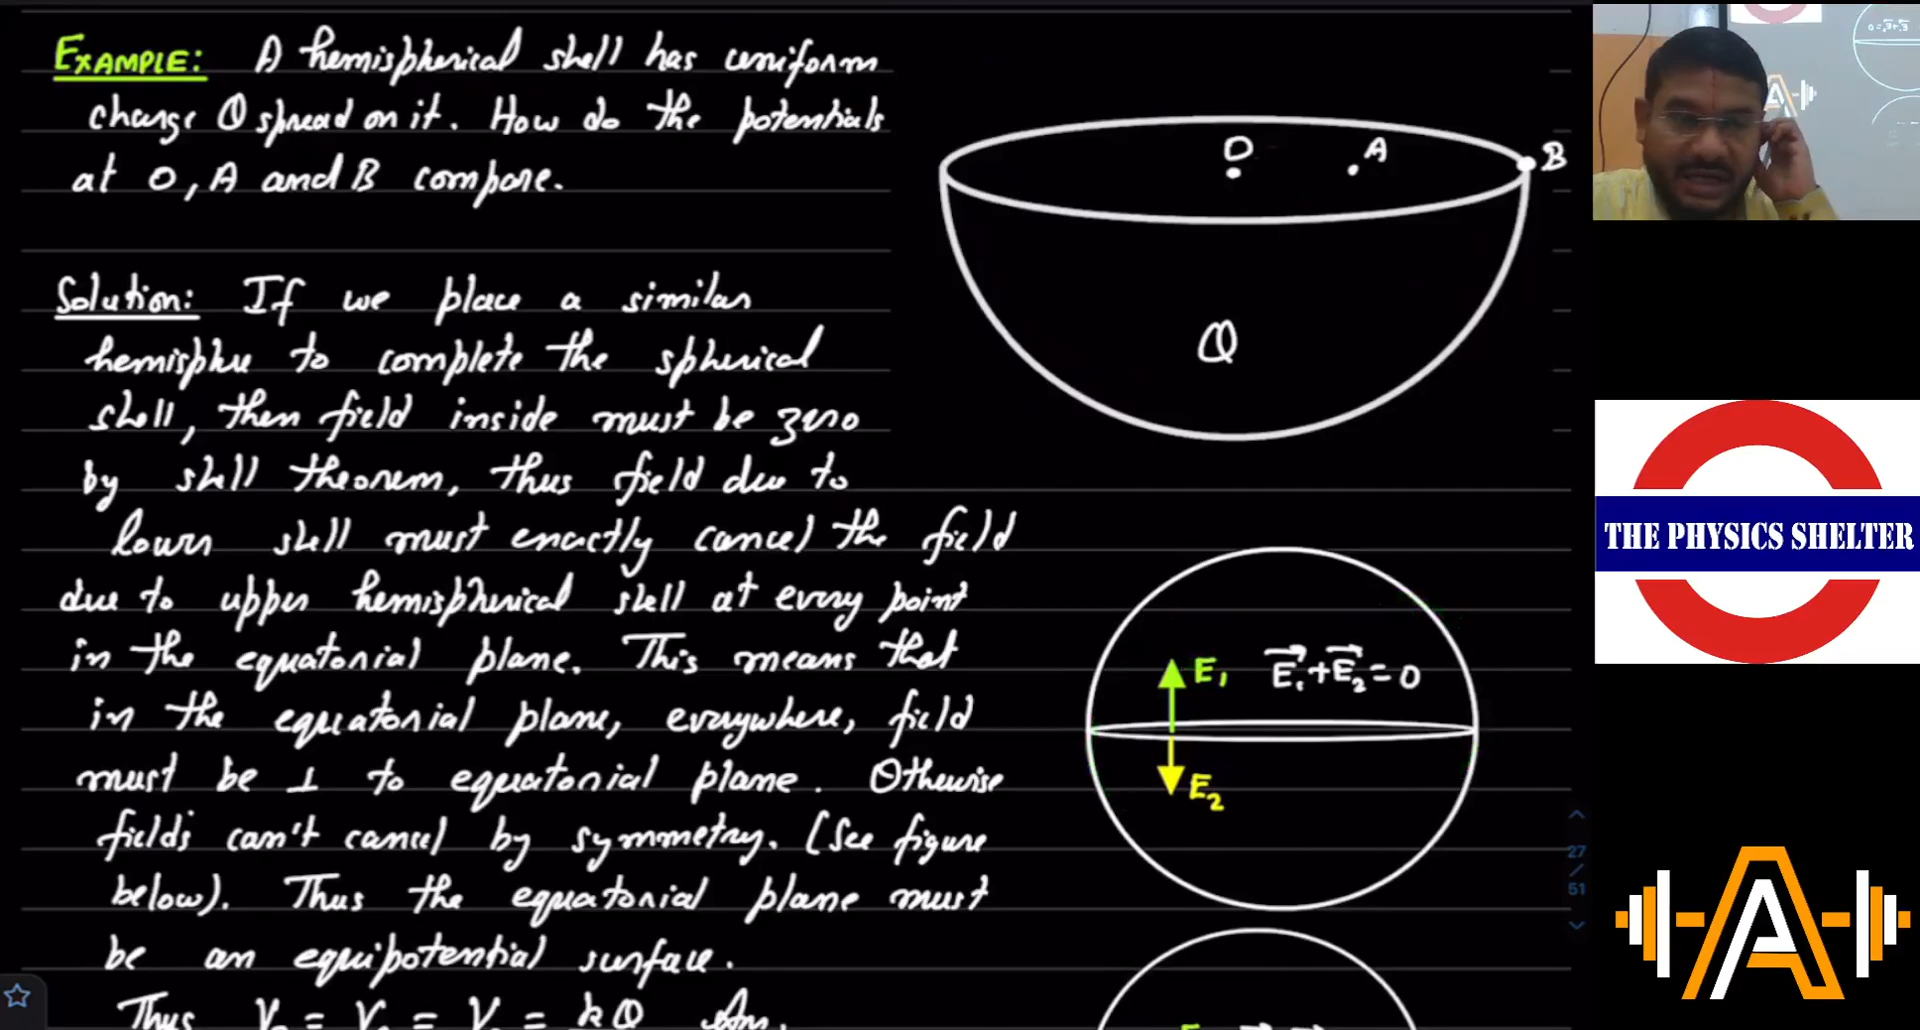 EXAMPLE: A hemispherical shell has uniform
charge Q spread on it. How do the potentials
at O, A and B compare.
Solution: If we place a similar
hemisphere to complete the spherical
shell, then field inside must be zero
by shell theorem, thus field due to
lower shell must exactly cancel the field
due to upper hemispherical shell at every point
in the equatorial plane. This means that
in the equatorial plane, everywhere, field
must be ⊥ to equatorial plane. Otherwise
fields can't cancel by symmetry. (See figure
below). Thus the equatorial plane must
be an equipotential surface.
Thus
kQ
Ans.
O
A
B
Q
E₁
E₁+E₂=0
E₂
27
/
51
THE PHYSICS SHELTER
A